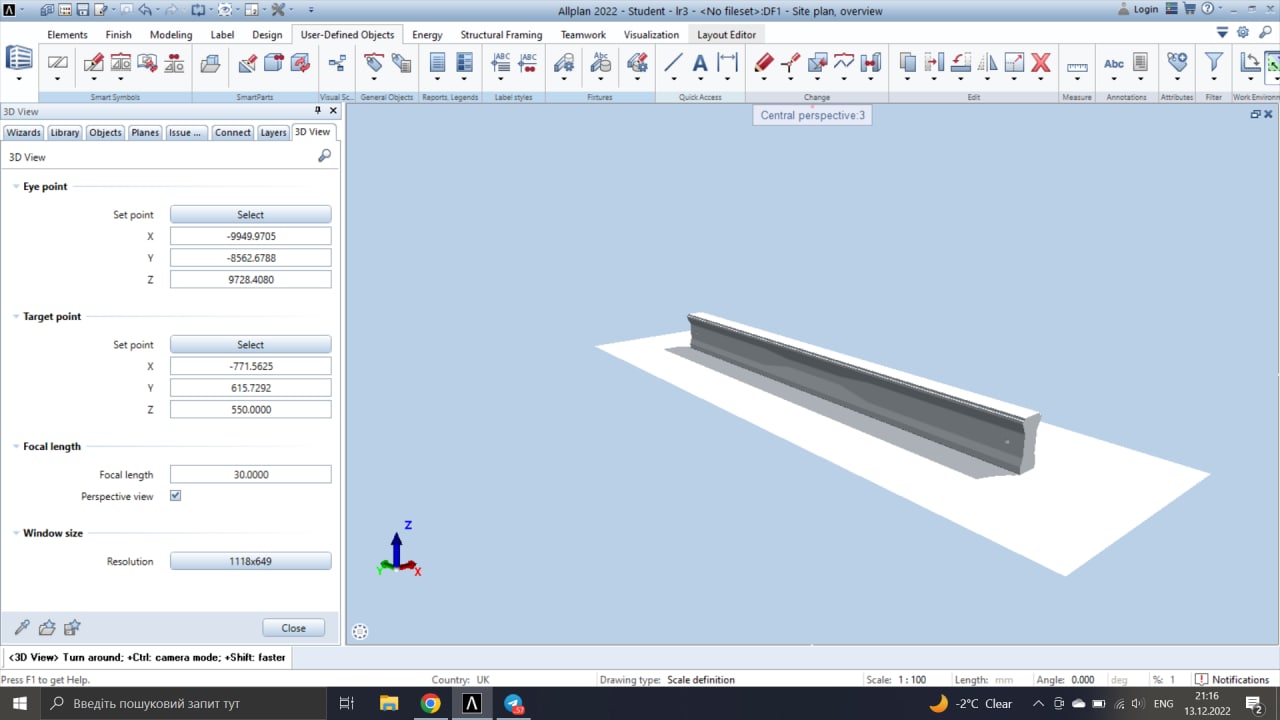 Allplan 2022 - Student - lr3 - <No fileset>:DF1 - Site plan, overview
Login
Elements Finish Modeling Label Design User-Defined Objects Energy Structural Framing Teamwork Visualization Layout Editor
ABC ABC Abc A Abc
Smart Symbols SmartParts Visual Sc... General Objects Reports, Legends Label styles Fixtures Quick Access Change Edit Measure Annotations Attributes Filter Work Environ
3D View
Central perspective:3
Wizards Library Objects Planes Issue ... Connect Layers 3D View
3D View
Eye point
Set point Select
X -9949.9705
Y -8562.6788
Z 9728.4080
Target point
Set point Select
X -771.5625
Y 615.7292
Z 550.0000
Focal length
Focal length 30.0000
Perspective view
Window size
Resolution 1118x649
Z
Y X
Close
<3D View> Turn around; +Ctrl: camera mode; +Shift: faster
Press F1 to get Help. Country: UK Drawing type: Scale definition Scale: 1 : 100 Length: mm Angle: 0.000 deg %: 1 Notifications
Введіть пошуковий запит тут
57
-2°C Clear
ENG
21:16
13.12.2022
2